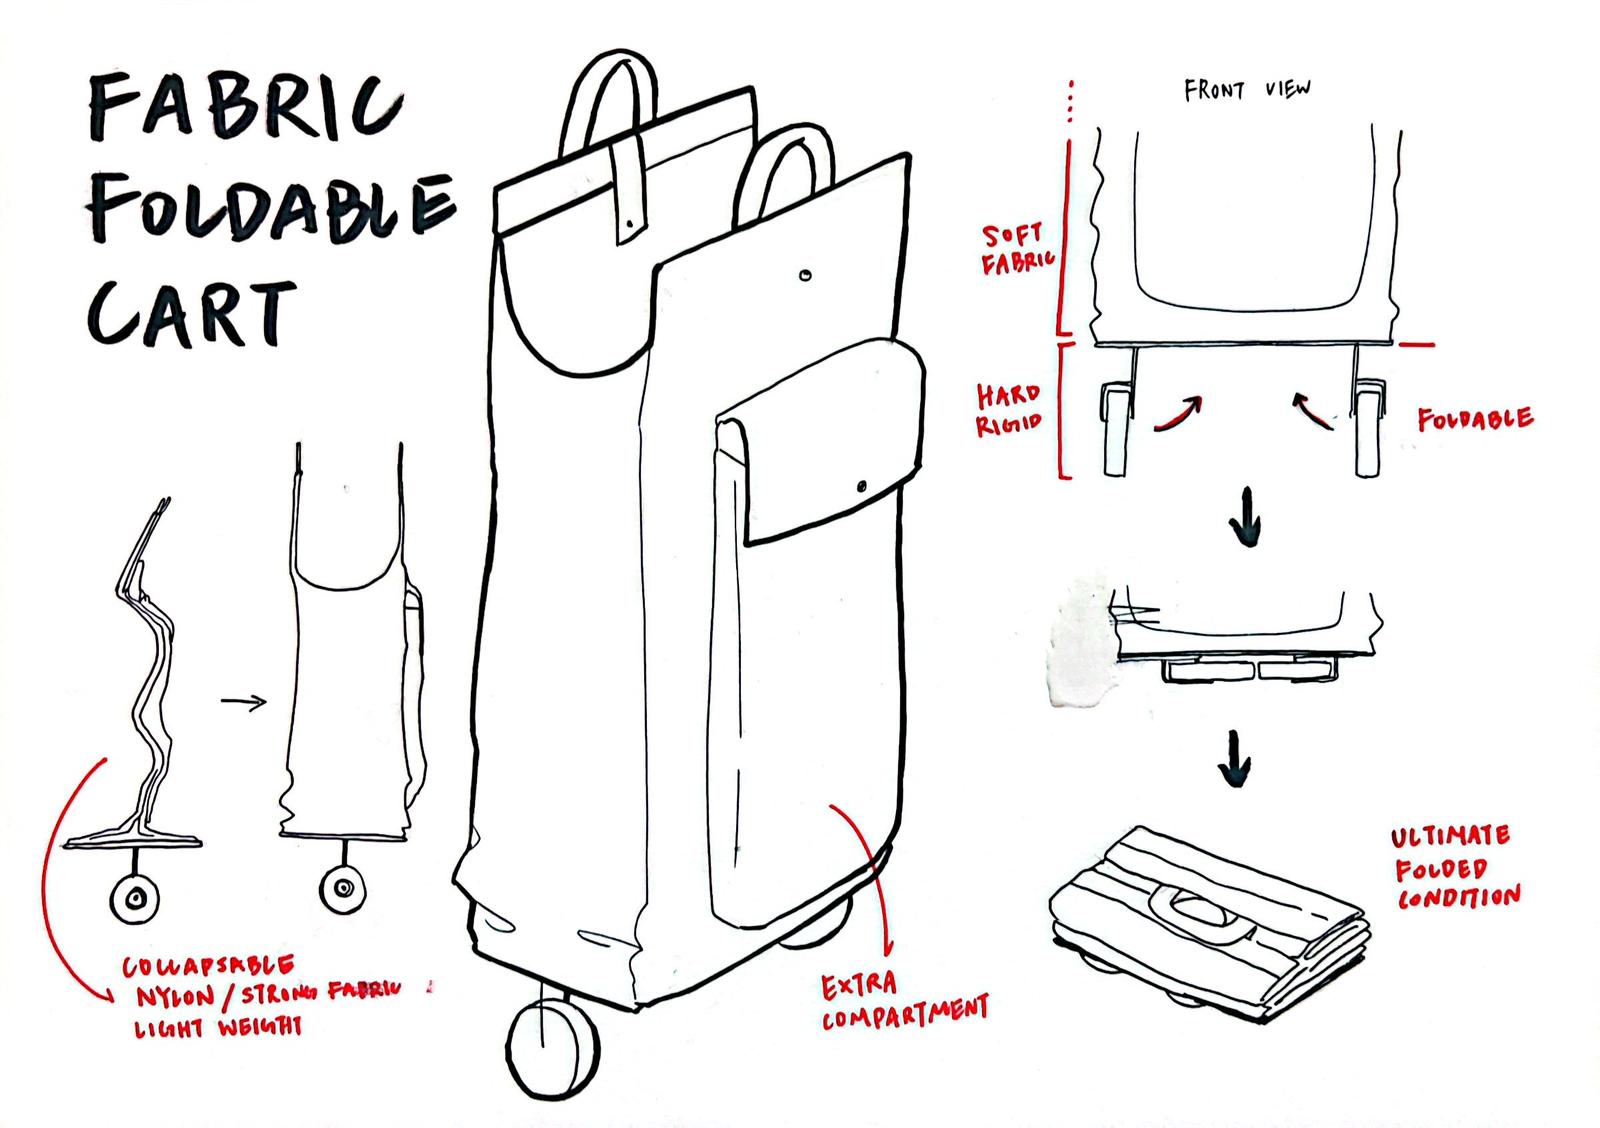 FABRIC
FOLDABLE
CART
FRONT VIEW
SOFT
FABRIC
HARD
RIGID
FOLDABLE
COLLAPSABLE
NYLON / STRONG FABRIC
LIGHT WEIGHT
EXTRA
COMPARTMENT
ULTIMATE
FOLDED
CONDITION